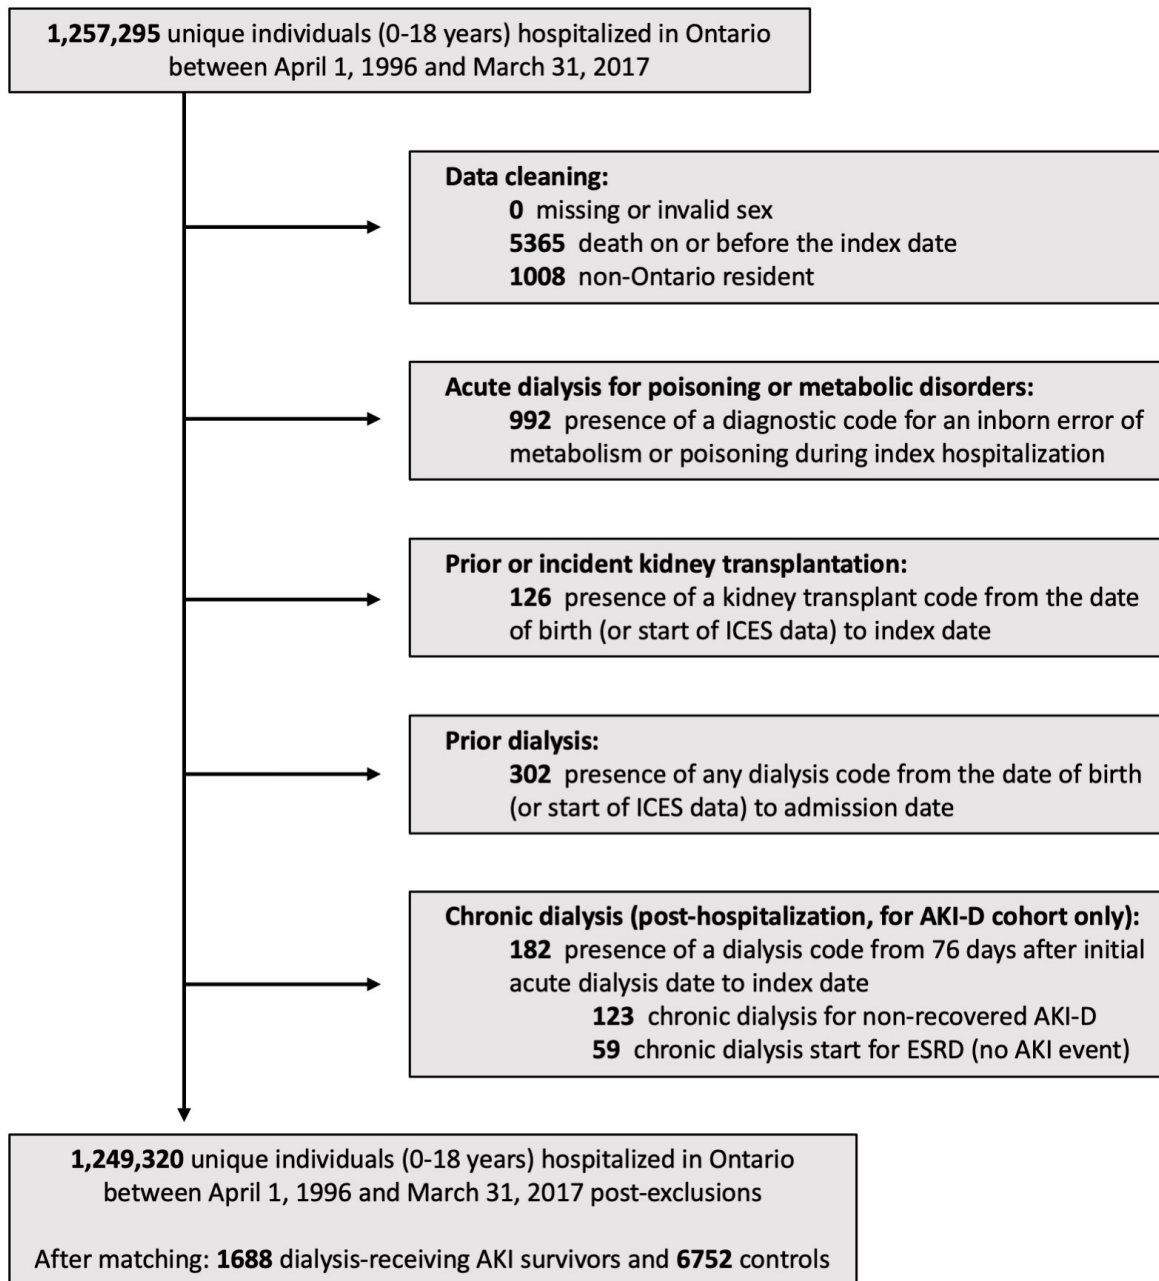 1,257,295 unique individuals (0-18 years) hospitalized in Ontario
between April 1, 1996 and March 31, 2017
Data cleaning:
0 missing or invalid sex
5365 death on or before the index date
1008 non-Ontario resident
Acute dialysis for poisoning or metabolic disorders:
992 presence of a diagnostic code for an inborn error of
metabolism or poisoning during index hospitalization
Prior or incident kidney transplantation:
126 presence of a kidney transplant code from the date
of birth (or start of ICES data) to index date
Prior dialysis:
302 presence of any dialysis code from the date of birth
(or start of ICES data) to admission date
Chronic dialysis (post-hospitalization, for AKI-D cohort only):
182 presence of a dialysis code from 76 days after initial
acute dialysis date to index date
123 chronic dialysis for non-recovered AKI-D
59 chronic dialysis start for ESRD (no AKI event)
1,249,320 unique individuals (0-18 years) hospitalized in Ontario
between April 1, 1996 and March 31, 2017 post-exclusions
After matching: 1688 dialysis-receiving AKI survivors and 6752 controls